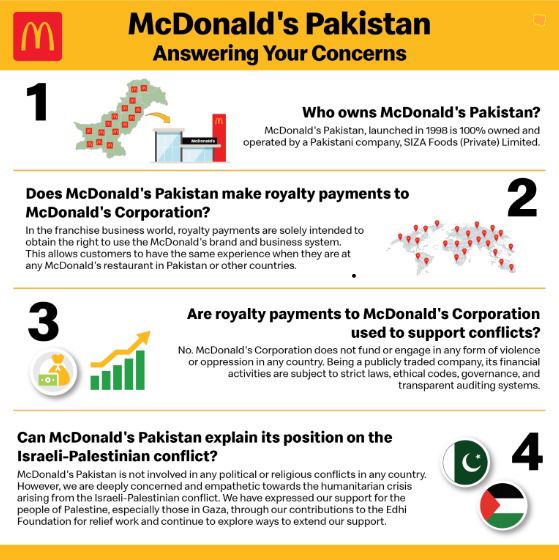 McDonald's Pakistan
Answering Your Concerns
1
McDonald's
Who owns McDonald's Pakistan?
McDonald's Pakistan, launched in 1998 is 100% owned and
operated by a Pakistani company, SIZA Foods (Private) Limited.
Does McDonald's Pakistan make royalty payments to
McDonald's Corporation?
2
In the franchise business world, royalty payments are solely intended to
obtain the right to use the McDonald's brand and business system.
This allows customers to have the same experience when they are at
any McDonald's restaurant in Pakistan or other countries.
3
Are royalty payments to McDonald's Corporation
used to support conflicts?
No. McDonald's Corporation does not fund or engage in any form of violence
or oppression in any country. Being a publicly traded company, its financial
activities are subject to strict laws, ethical codes, governance, and
transparent auditing systems.
Can McDonald's Pakistan explain its position on the
Israeli-Palestinian conflict?
4
McDonald's Pakistan is not involved in any political or religious conflicts in any country.
However, we are deeply concerned and empathetic towards the humanitarian crisis
arising from the Israeli-Palestinian conflict. We have expressed our support for the
people of Palestine, especially those in Gaza, through our contributions to the Edhi
Foundation for relief work and continue to explore ways to extend our support.